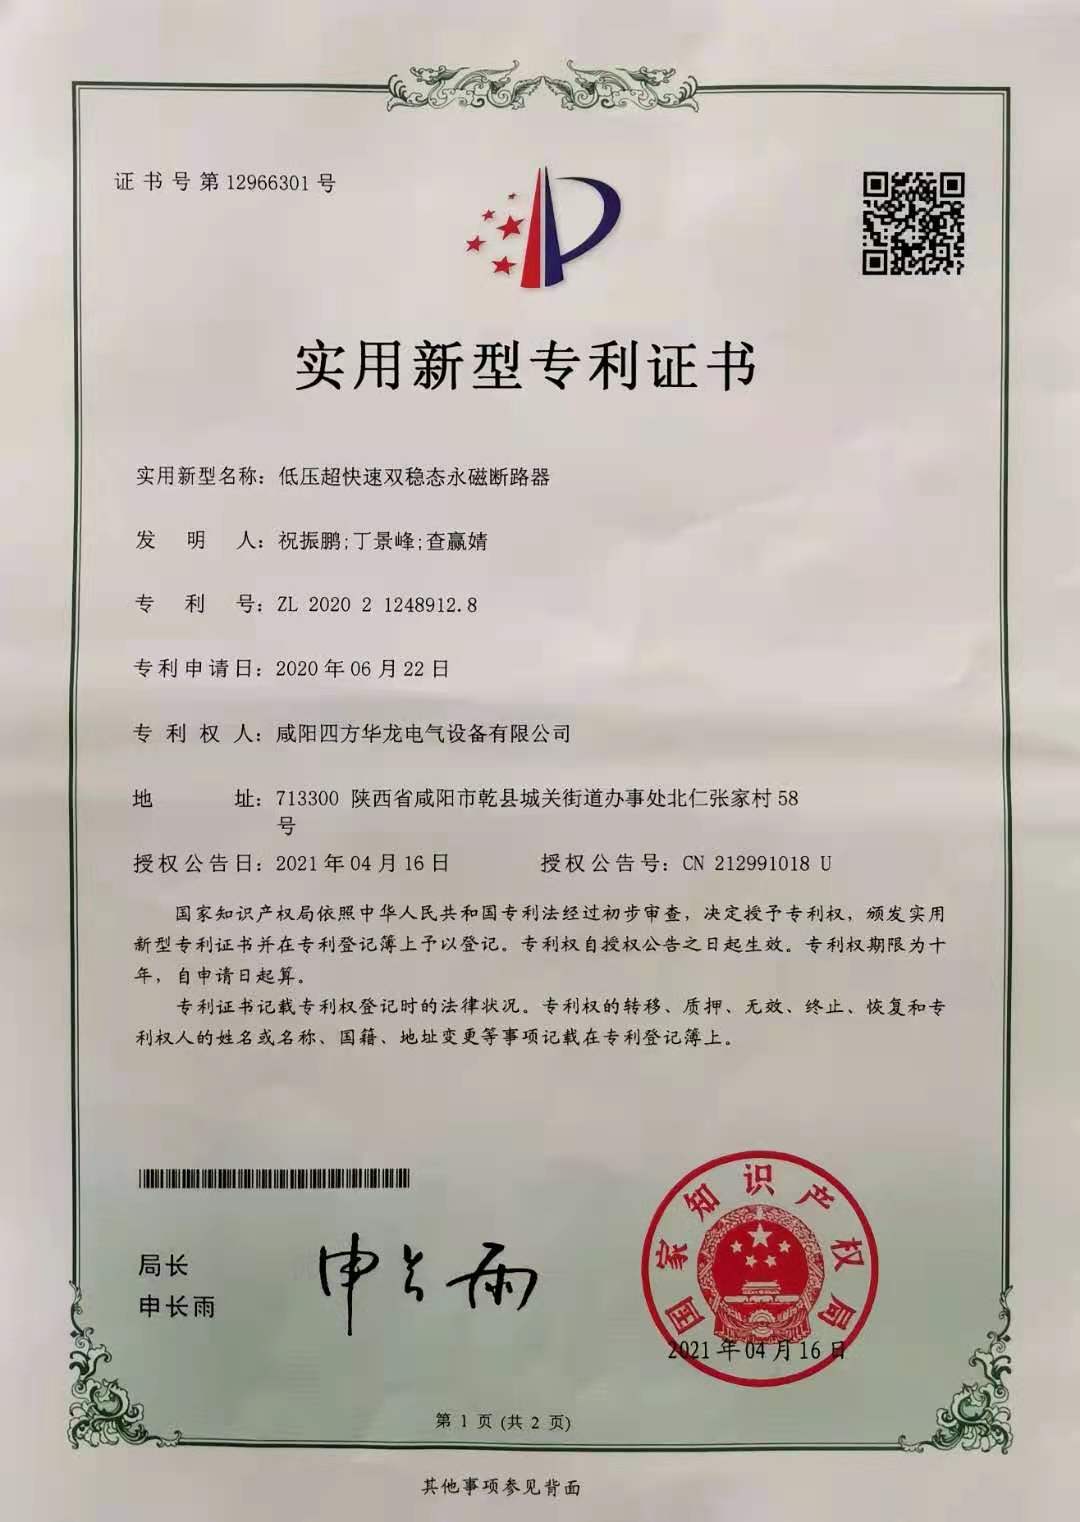 证书号第12966301号
实用新型专利证书
实用新型名称：低压超快速双稳态永磁断路器
发明人：祝振鹏;丁景峰;查赢婧
专利号：ZL 2020 2 1248912.8
专利申请日：2020年06月22日
专利权人：咸阳四方华龙电气设备有限公司
地址：713300 陕西省咸阳市乾县城关街道办事处北仁张家村58
号
授权公告日：2021年04月16日 授权公告号：CN 212991018 U
国家知识产权局依照中华人民共和国专利法经过初步审查，决定授予专利权，颁发实用
新型专利证书并在专利登记簿上予以登记。专利权自授权公告之日起生效。专利权期限为十
年，自申请日起算。
专利证书记载专利权登记时的法律状况。专利权的转移、质押、无效、终止、恢复和专
利权人的姓名或名称、国籍、地址变更等事项记载在专利登记簿上。
局长
申长雨
申长雨
国家知识产权局
2021年04月16日
第 1 页 (共 2 页)
其他事项参见背面